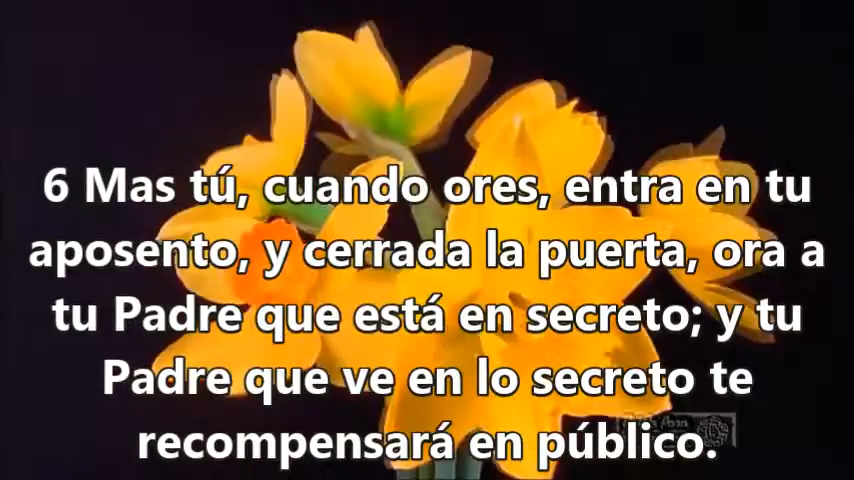 6 Mas tú, cuando ores, entra en tu
aposento, y cerrada la puerta, ora a
tu Padre que está en secreto; y tu
Padre que ve en lo secreto te
recompensará en público.